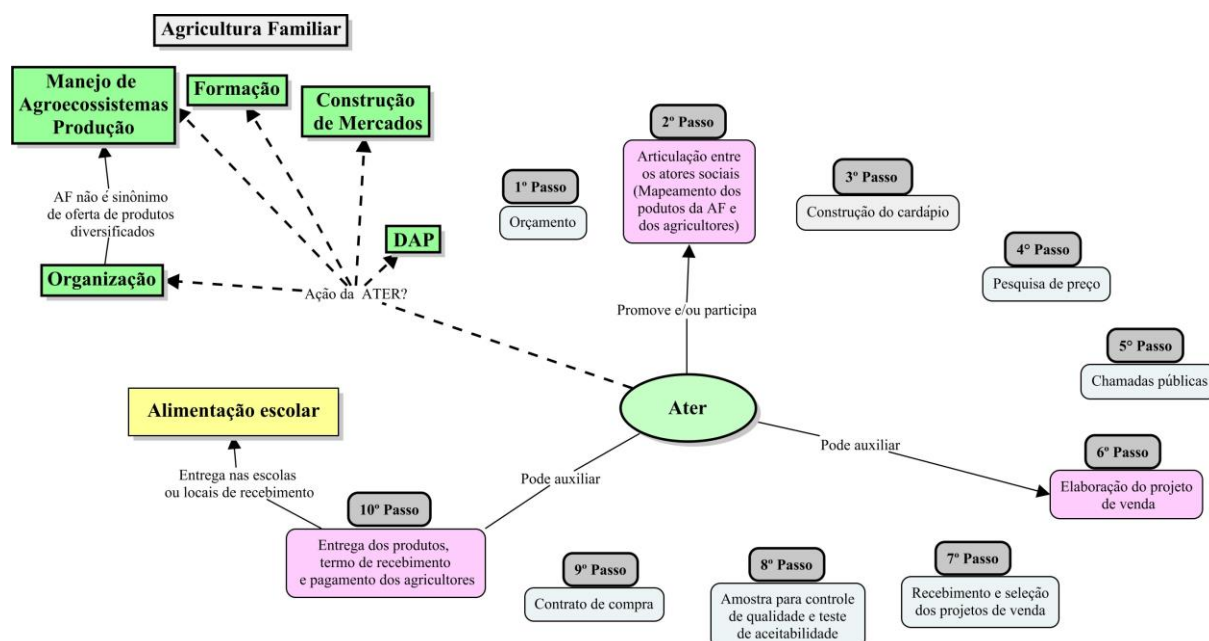 Agricultura Familiar
Manejo de
Agroecossistemas
Produção
Formação
Construção
de Mercados
AF não é sinônimo
de oferta de produtos
diversificados
DAP
Organização
Ação da ATER?
1º Passo
Orçamento
2º Passo
Articulação entre
os atores sociais
(Mapeamento dos
podutos da AF e
dos agricultores)
3º Passo
Construção do cardápio
4° Passo
Pesquisa de preço
5° Passo
Chamadas públicas
Promove e/ou participa
Ater
Alimentação escolar
Entrega nas escolas
ou locais de recebimento
Pode auxiliar
Pode auxiliar
6º Passo
Elaboração do projeto
de venda
7º Passo
Recebimento e seleção
dos projetos de venda
8º Passo
Amostra para controle
de qualidade e teste
de aceitabilidade
9º Passo
Contrato de compra
10º Passo
Entrega dos produtos,
termo de recebimento
e pagamento dos agricultores